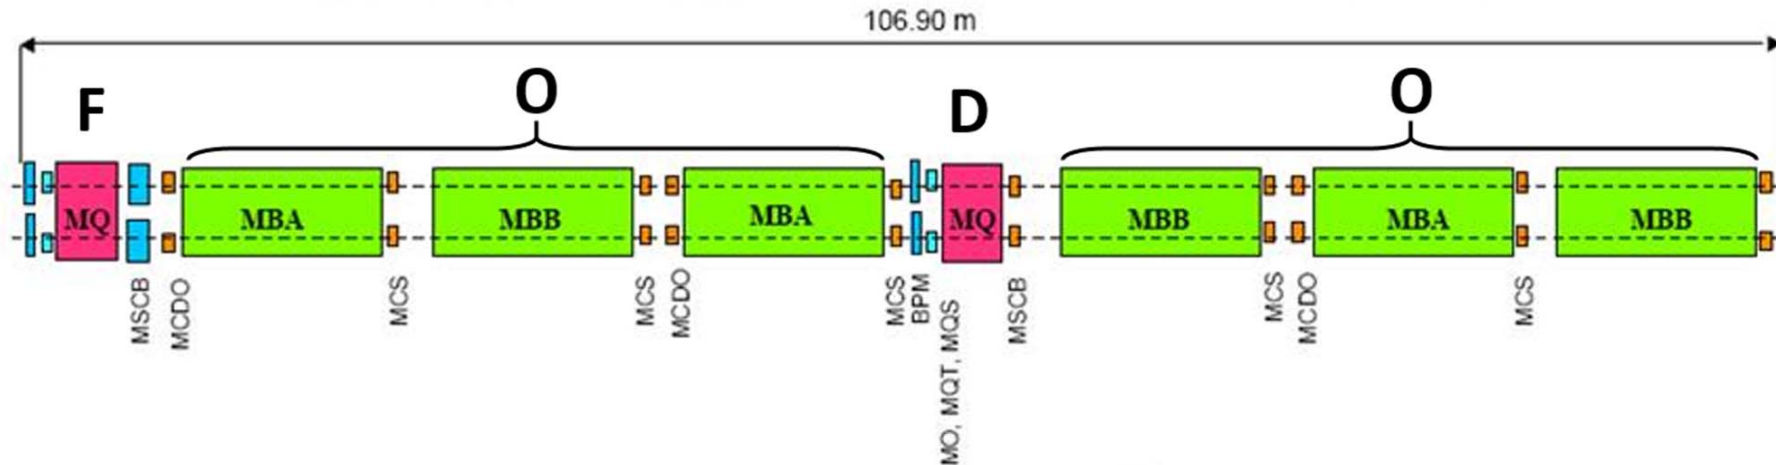 106.90 m
F
O
D
O
MQ
MBA
MBB
MBA
MQ
MBB
MBA
MBB
MSCB
MCDO
MCS
MCS
MCDO
MCS
BPM
MO, MQT, MQS
MSCB
MCS
MCDO
MCS